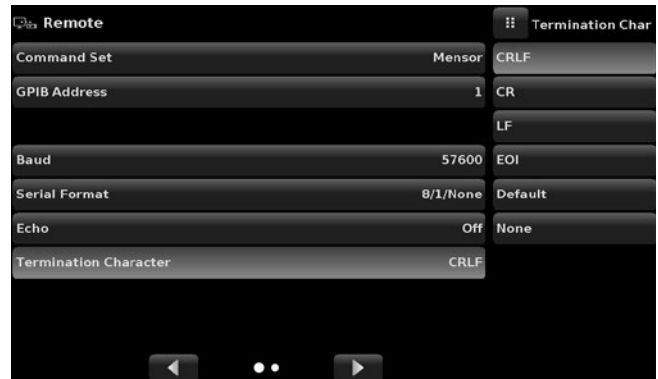 Remote
Command Set Mensor
GPIB Address 1
Baud 57600
Serial Format 8/1/None
Echo Off
Termination Character CRLF
Termination Char
CRLF
CR
LF
EOI
Default
None